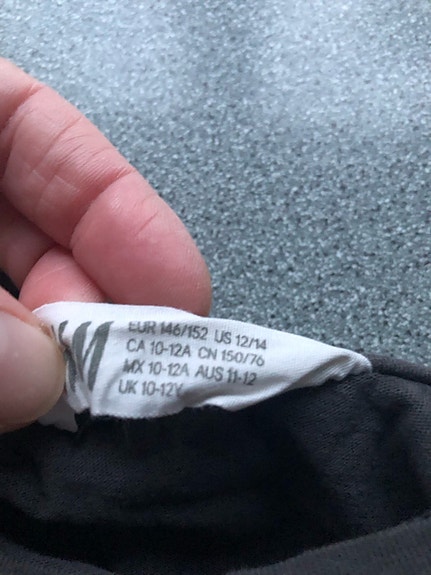 M
EUR 146/152 US 12/14
CA 10-12A CN 150/76
MX 10-12A AUS 11-12
UK 10-12Y